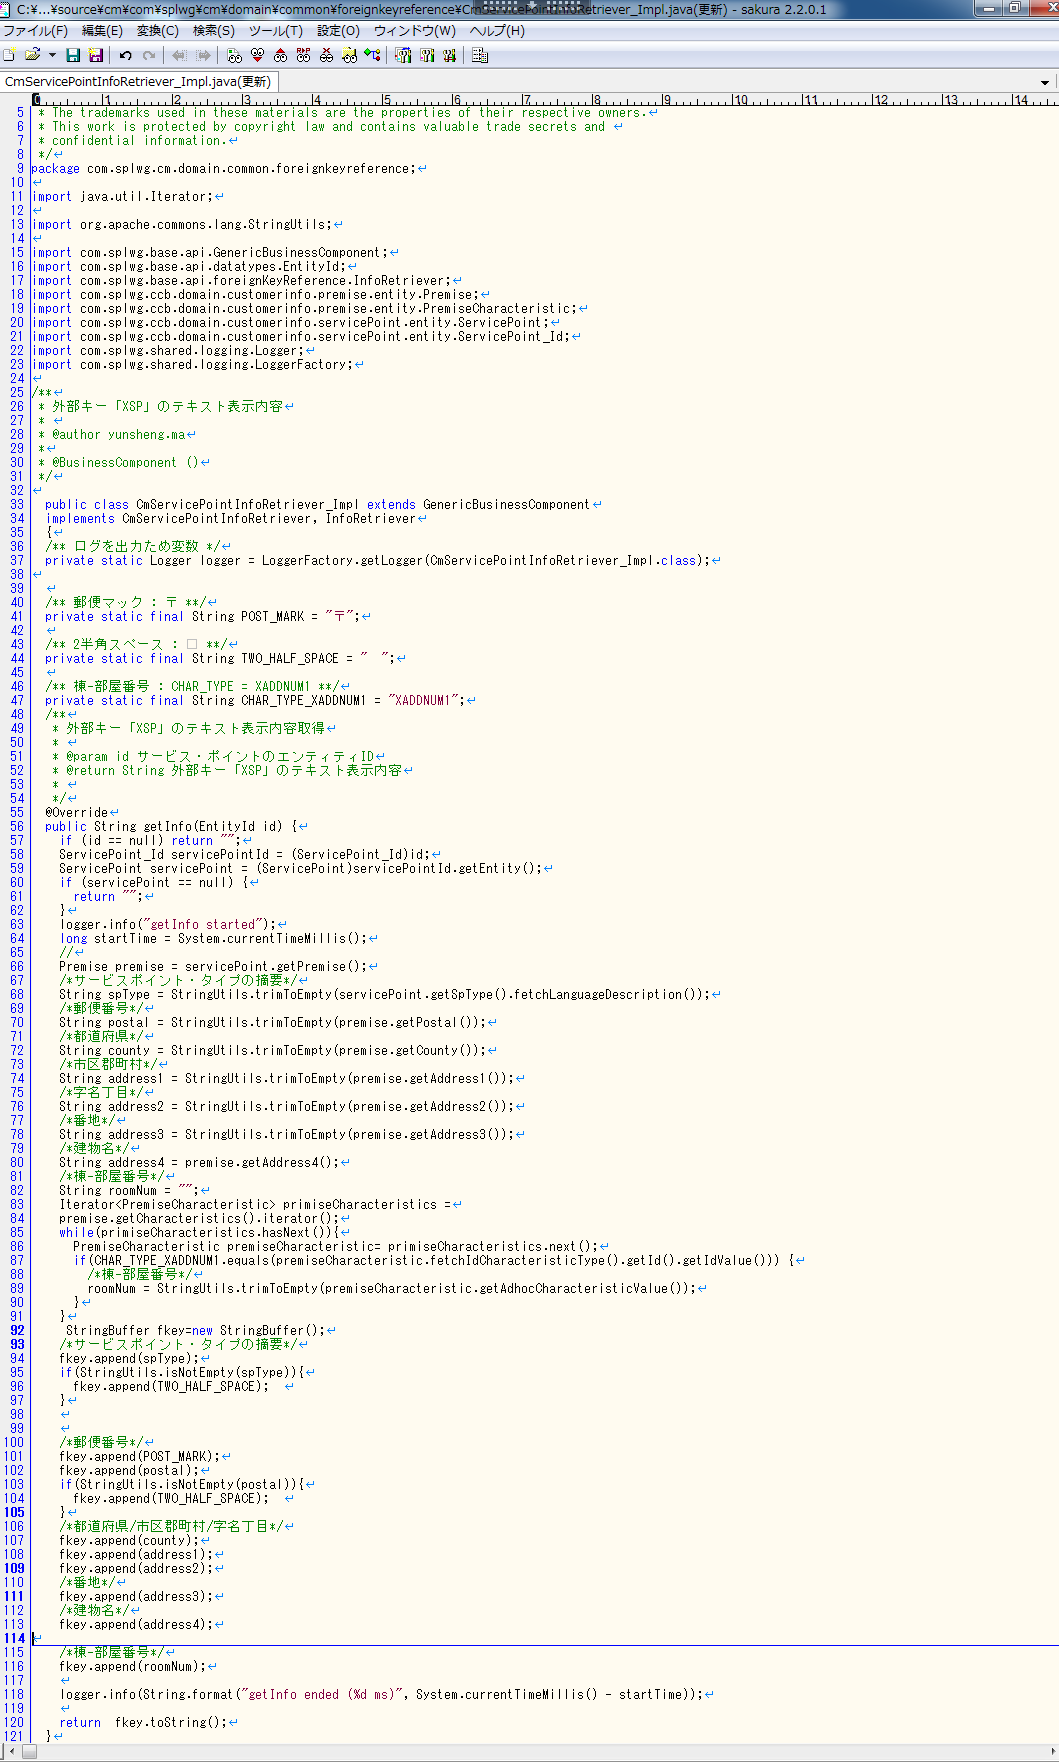 C:¥...¥source¥cm¥com¥splwg¥cm¥domain¥common¥foreignkeyreference¥CmServicePointInfoRetriever_Impl.java(更新) - sakura 2.2.0.1
ファイル(F) 編集(E) 変換(C) 検索(S) ツール(T) 設定(O) ウィンドウ(W) ヘルプ(H)
CmServicePointInfoRetriever_Impl.java(更新)
0 1 2 3 4 5 6 7 8 9 10 11 12 13 14
5 * The trademarks used in these materials are the properties of their respective owners.↵
6 * This work is protected by copyright law and contains valuable trade secrets and ↵
7 * confidential information.↵
8 */↵
9 package com.splwg.cm.domain.common.foreignkeyreference;↵
10 ↵
11 import java.util.Iterator;↵
12 ↵
13 import org.apache.commons.lang.StringUtils;↵
14 ↵
15 import com.splwg.base.api.GenericBusinessComponent;↵
16 import com.splwg.base.api.datatypes.EntityId;↵
17 import com.splwg.base.api.foreignKeyReference.InfoRetriever;↵
18 import com.splwg.ccb.domain.customerinfo.premise.entity.Premise;↵
19 import com.splwg.ccb.domain.customerinfo.premise.entity.PremiseCharacteristic;↵
20 import com.splwg.ccb.domain.customerinfo.servicePoint.entity.ServicePoint;↵
21 import com.splwg.ccb.domain.customerinfo.servicePoint.entity.ServicePoint_Id;↵
22 import com.splwg.shared.logging.Logger;↵
23 import com.splwg.shared.logging.LoggerFactory;↵
24 ↵
25 /**↵
26 * 外部キー「XSP」のテキスト表示内容↵
27 * ↵
28 * @author yunsheng.ma↵
29 *↵
30 * @BusinessComponent ()↵
31 */↵
32 ↵
33 public class CmServicePointInfoRetriever_Impl extends GenericBusinessComponent↵
34 implements CmServicePointInfoRetriever, InfoRetriever↵
35 {↵
36 /** ログを出力ため変数 */↵
37 private static Logger logger = LoggerFactory.getLogger(CmServicePointInfoRetriever_Impl.class);↵
38 ↵
39 ↵
40 /** 郵便マック : 〒 **/↵
41 private static final String POST_MARK = "〒";↵
42 ↵
43 /** 2半角スペース : □ **/↵
44 private static final String TWO_HALF_SPACE = "  ";↵
45 ↵
46 /** 棟-部屋番号 : CHAR_TYPE = XADDNUM1 **/↵
47 private static final String CHAR_TYPE_XADDNUM1 = "XADDNUM1";↵
48 /**↵
49 * 外部キー「XSP」のテキスト表示内容取得↵
50 * ↵
51 * @param id サービス・ポイントのエンティティID↵
52 * @return String 外部キー「XSP」のテキスト表示内容↵
53 * ↵
54 */↵
55 @Override↵
56 public String getInfo(EntityId id) {↵
57 if (id == null) return "";↵
58 ServicePoint_Id servicePointId = (ServicePoint_Id)id;↵
59 ServicePoint servicePoint = (ServicePoint)servicePointId.getEntity();↵
60 if (servicePoint == null) {↵
61 return "";↵
62 }↵
63 logger.info("getInfo started");↵
64 long startTime = System.currentTimeMillis();↵
65 //↵
66 Premise premise = servicePoint.getPremise();↵
67 /*サービスポイント・タイプの摘要*/↵
68 String spType = StringUtils.trimToEmpty(servicePoint.getSpType().fetchLanguageDescription());↵
69 /*郵便番号*/↵
70 String postal = StringUtils.trimToEmpty(premise.getPostal());↵
71 /*都道府県*/↵
72 String county = StringUtils.trimToEmpty(premise.getCounty());↵
73 /*市区郡町村*/↵
74 String address1 = StringUtils.trimToEmpty(premise.getAddress1());↵
75 /*字名丁目*/↵
76 String address2 = StringUtils.trimToEmpty(premise.getAddress2());↵
77 /*番地*/↵
78 String address3 = StringUtils.trimToEmpty(premise.getAddress3());↵
79 /*建物名*/↵
80 String address4 = premise.getAddress4();↵
81 /*棟-部屋番号*/↵
82 String roomNum = "";↵
83 Iterator<PremiseCharacteristic> primiseCharacteristics =↵
84 premise.getCharacteristics().iterator();↵
85 while(primiseCharacteristics.hasNext()){↵
86 PremiseCharacteristic premiseCharacteristic= primiseCharacteristics.next();↵
87 if(CHAR_TYPE_XADDNUM1.equals(premiseCharacteristic.fetchIdCharacteristicType().getId().getIdValue())) {↵
88 /*棟-部屋番号*/↵
89 roomNum = StringUtils.trimToEmpty(premiseCharacteristic.getAdhocCharacteristicValue());↵
90 }↵
91 }↵
92 StringBuffer fkey=new StringBuffer();↵
93 /*サービスポイント・タイプの摘要*/↵
94 fkey.append(spType);↵
95 if(StringUtils.isNotEmpty(spType)){↵
96 fkey.append(TWO_HALF_SPACE); ↵
97 }↵
98 ↵
99 ↵
100 /*郵便番号*/↵
101 fkey.append(POST_MARK);↵
102 fkey.append(postal);↵
103 if(StringUtils.isNotEmpty(postal)){↵
104 fkey.append(TWO_HALF_SPACE); ↵
105 }↵
106 /*都道府県/市区郡町村/字名丁目*/↵
107 fkey.append(county);↵
108 fkey.append(address1);↵
109 fkey.append(address2);↵
110 /*番地*/↵
111 fkey.append(address3);↵
112 /*建物名*/↵
113 fkey.append(address4);↵
114 ↵
115 /*棟-部屋番号*/↵
116 fkey.append(roomNum);↵
117 ↵
118 logger.info(String.format("getInfo ended (%d ms)", System.currentTimeMillis() - startTime));↵
119 ↵
120 return  fkey.toString();↵
121 }↵